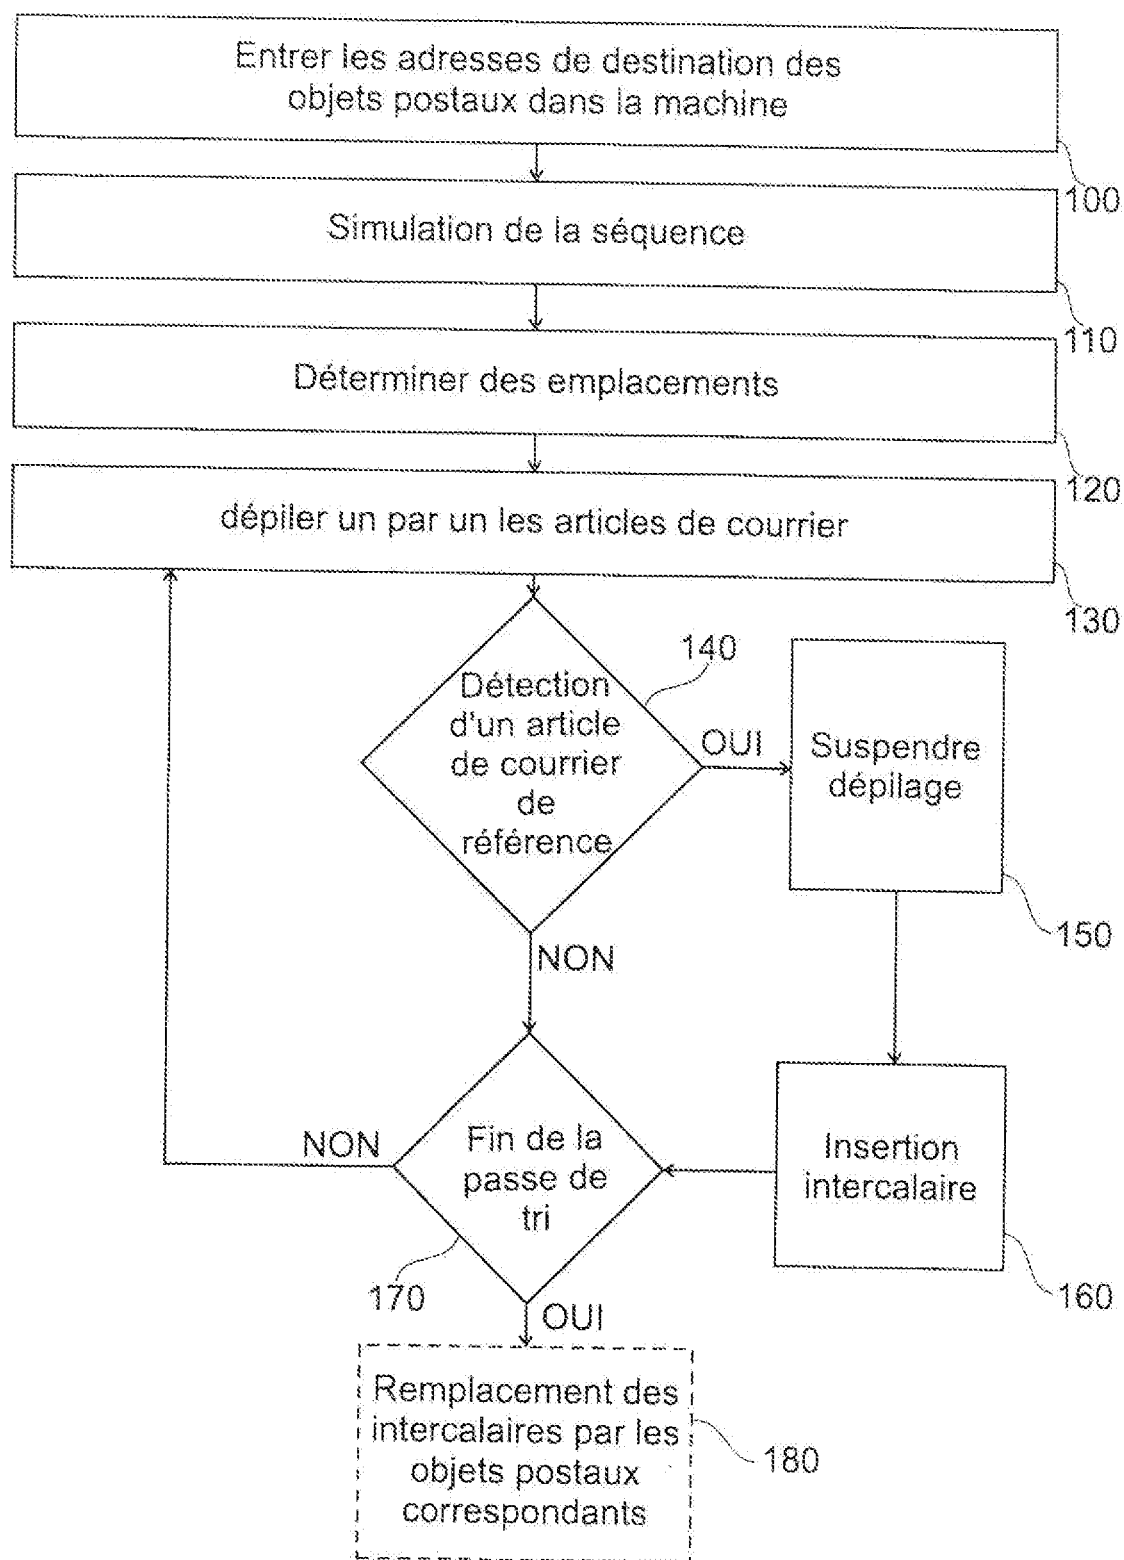 Entrer les adresses de destination des
objets postaux dans la machine
100
Simulation de la séquence
110
Déterminer des emplacements
120
dépiler un par un les articles de courrier
130
140
Détection
d'un article
de courrier
de
référence
OUI
Suspendre
dépilage
150
NON
NON
Fin de la
passe de
tri
Insertion
intercalaire
170
160
OUI
Remplacement des
intercalaires par les
objets postaux
correspondants
180